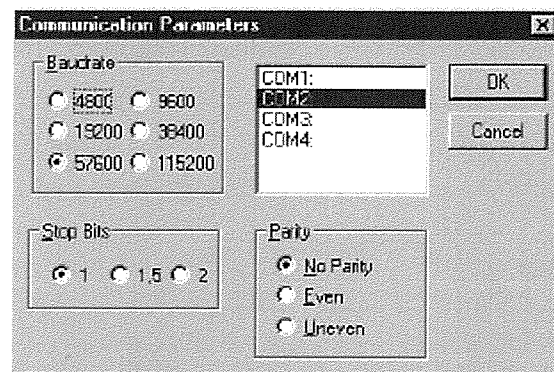 Communication Parameters
Baudrate
4800 9600
19200 38400
57600 115200
COM1:
COM2:
COM3:
COM4:
OK
Cancel
Stop Bits
1 1,5 2
Parity
No Parity
Even
Uneven